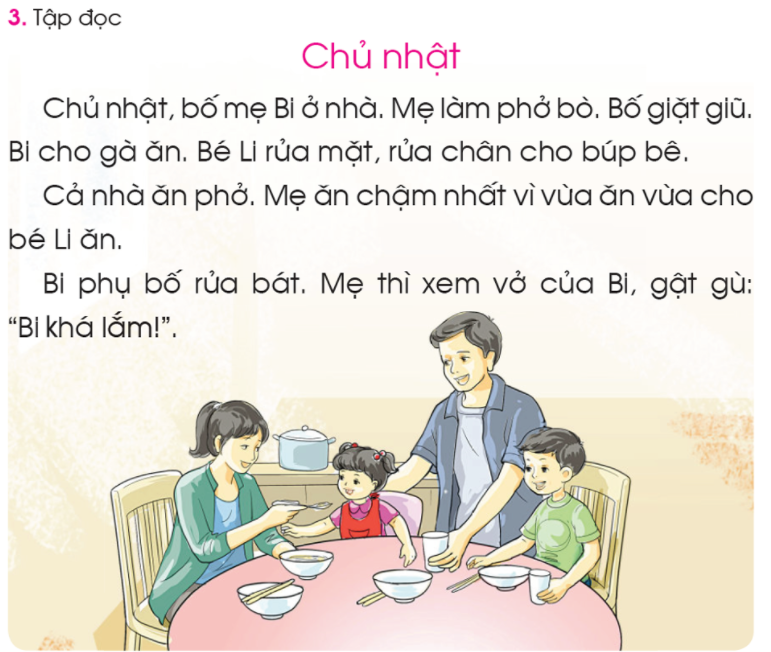 3. Tập đọc
Chủ nhật
Chủ nhật, bố mẹ Bi ở nhà. Mẹ làm phở bò. Bố giặt giũ.
Bi cho gà ăn. Bé Li rửa mặt, rửa chân cho búp bê.
Cả nhà ăn phở. Mẹ ăn chậm nhất vì vừa ăn vừa cho
bé Li ăn.
Bi phụ bố rửa bát. Mẹ thì xem vở của Bi, gật gù:
“Bi khá lắm!”.